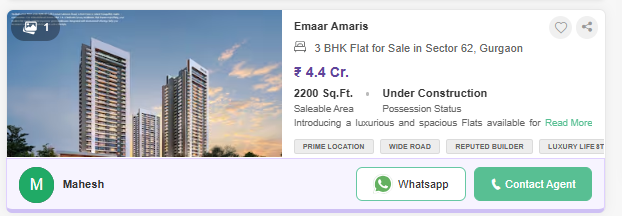 1
Emaar Amaris
3 BHK Flat for Sale in Sector 62, Gurgaon
₹ 4.4 Cr.
2200 Sq.Ft. • Under Construction
Saleable Area Possession Status
Introducing a luxurious and spacious Flats available for Read More
PRIME LOCATION WIDE ROAD REPUTED BUILDER LUXURY LIFE
M Mahesh Whatsapp Contact Agent